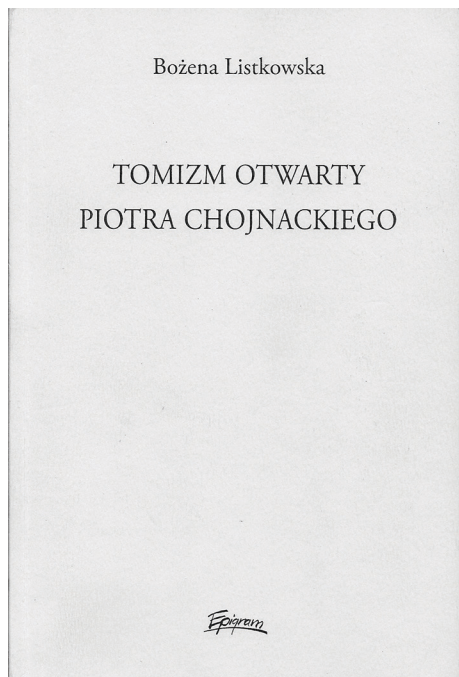 Bożena Listkowska
TOMIZM OTWARTY
PIOTRA CHOJNACKIEGO
Epigram